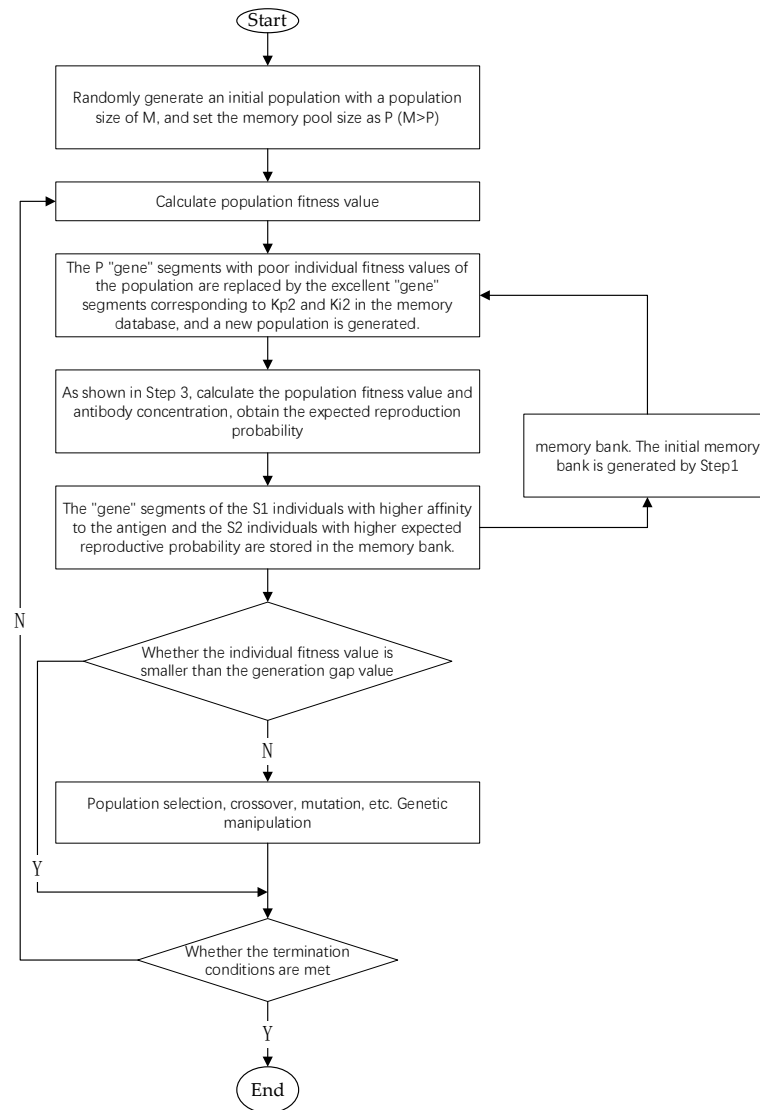 Start
Randomly generate an initial population with a population
size of M, and set the memory pool size as P (M>P)
Calculate population fitness value
The P "gene" segments with poor individual fitness values of
the population are replaced by the excellent "gene"
segments corresponding to Kp2 and Ki2 in the memory
database, and a new population is generated.
As shown in Step 3, calculate the population fitness value and
antibody concentration, obtain the expected reproduction
probability
memory bank. The initial memory
bank is generated by Step1
The "gene" segments of the S1 individuals with higher affinity
to the antigen and the S2 individuals with higher expected
reproductive probability are stored in the memory bank.
N
Whether the individual fitness value is
smaller than the generation gap value
N
Population selection, crossover, mutation, etc. Genetic
manipulation
Y
Whether the termination
conditions are met
Y
End